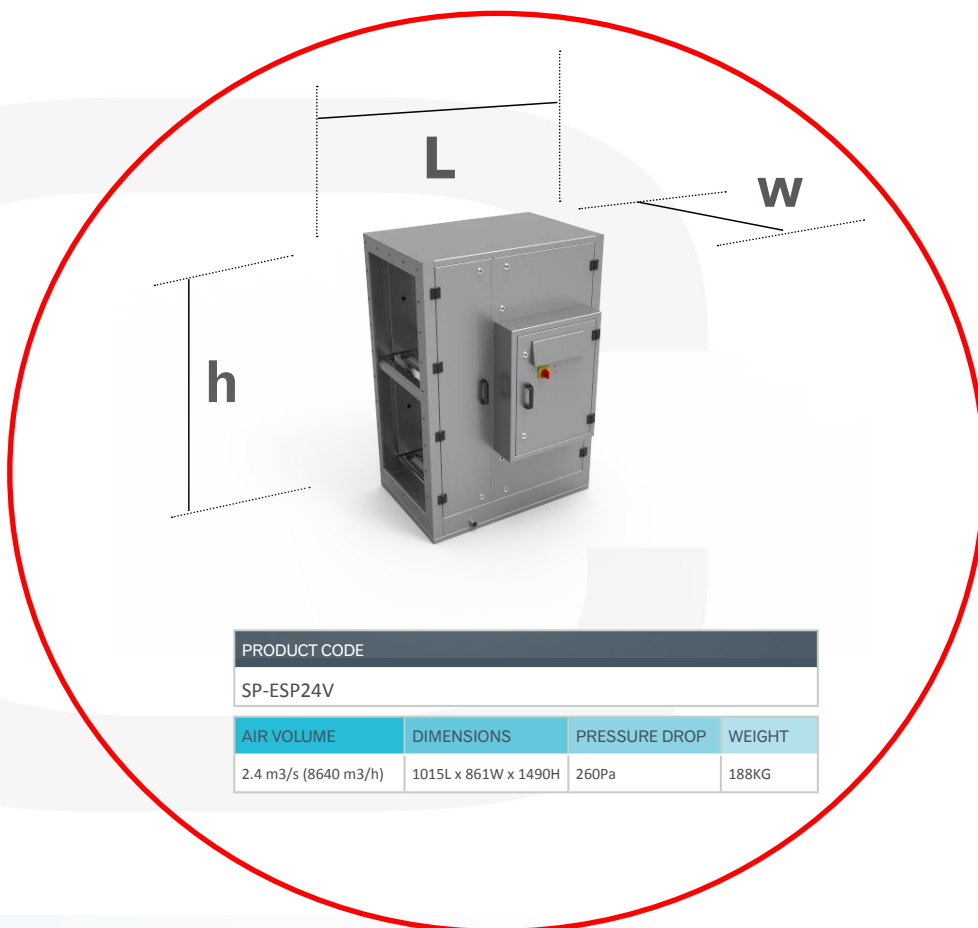 L
w
h
PRODUCT CODE
SP-ESP24V
AIR VOLUME DIMENSIONS PRESSURE DROP WEIGHT
2.4 m3/s (8640 m3/h) 1015L x 861W x 1490H 260Pa 188KG